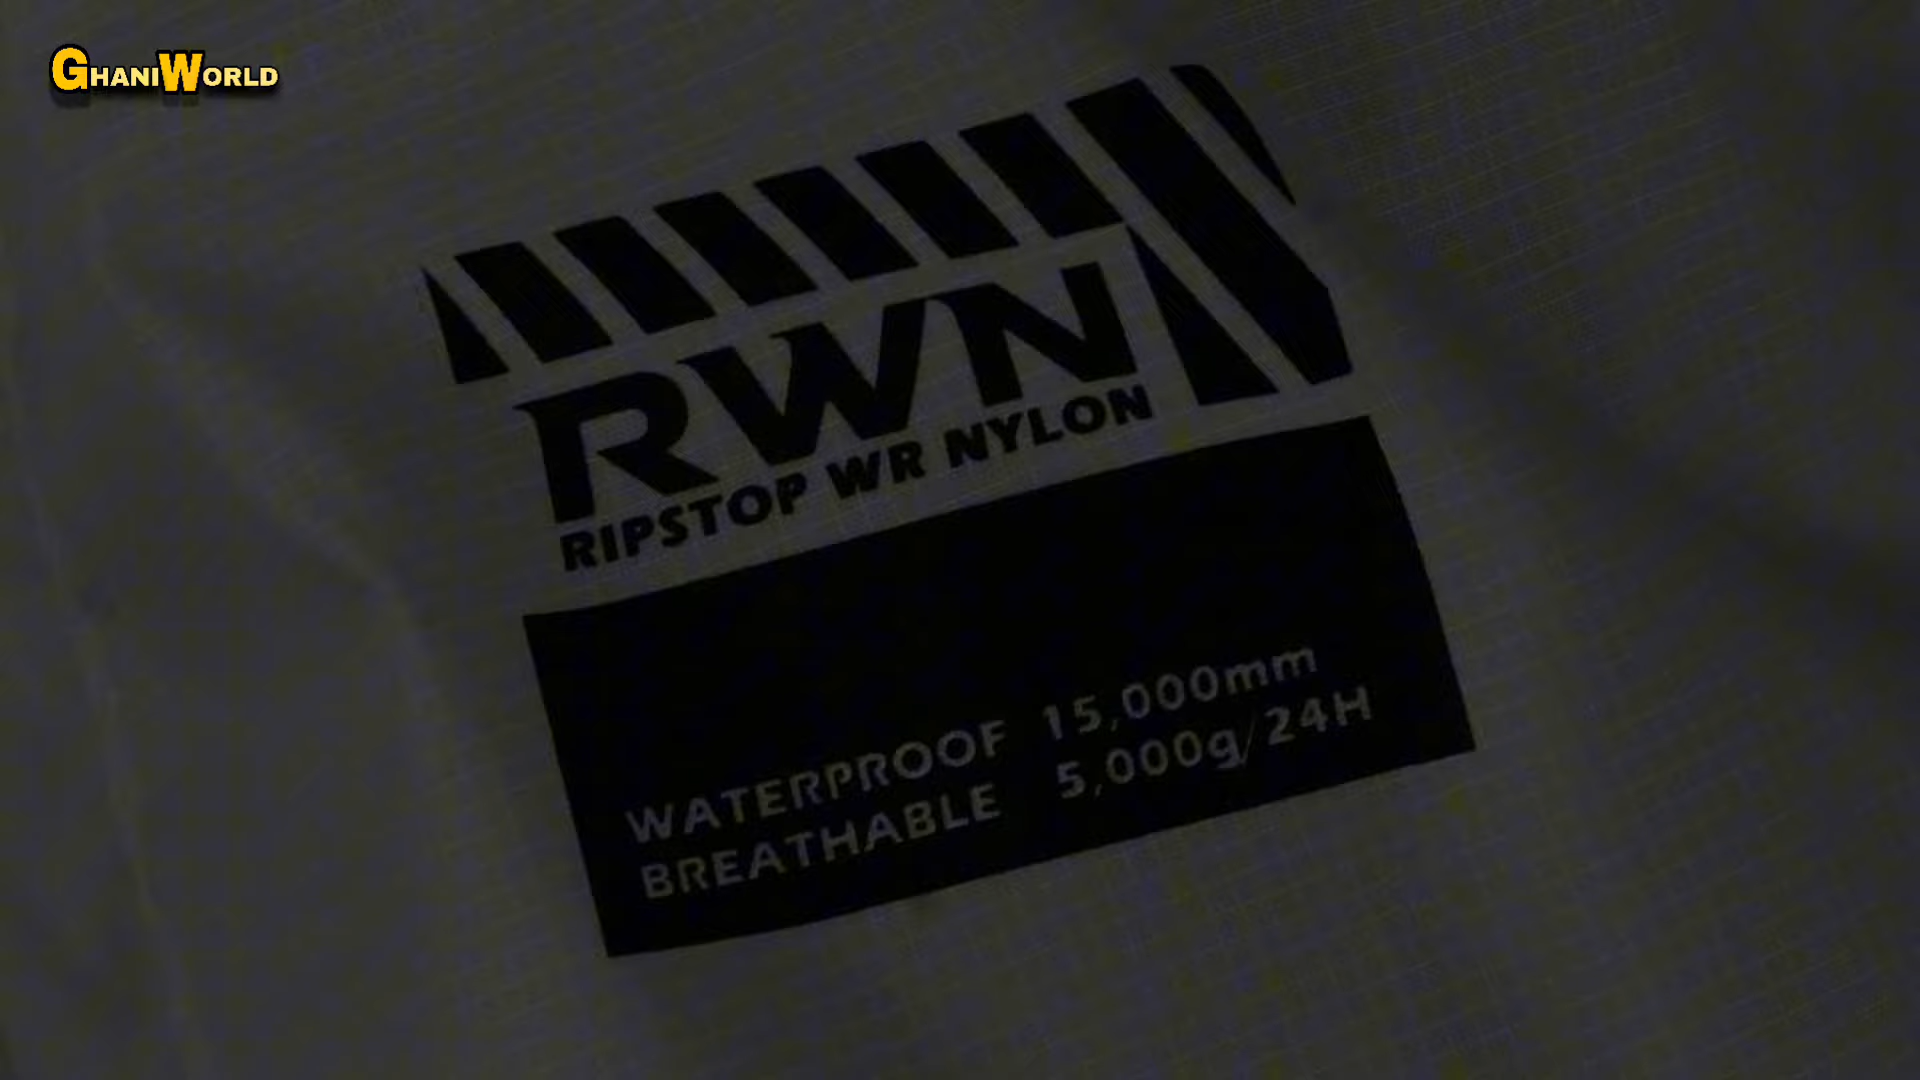 GHANIWORLD
RWN
RIPSTOP WR NYLON
WATERPROOF 15,000mm
BREATHABLE 5,000g/24H